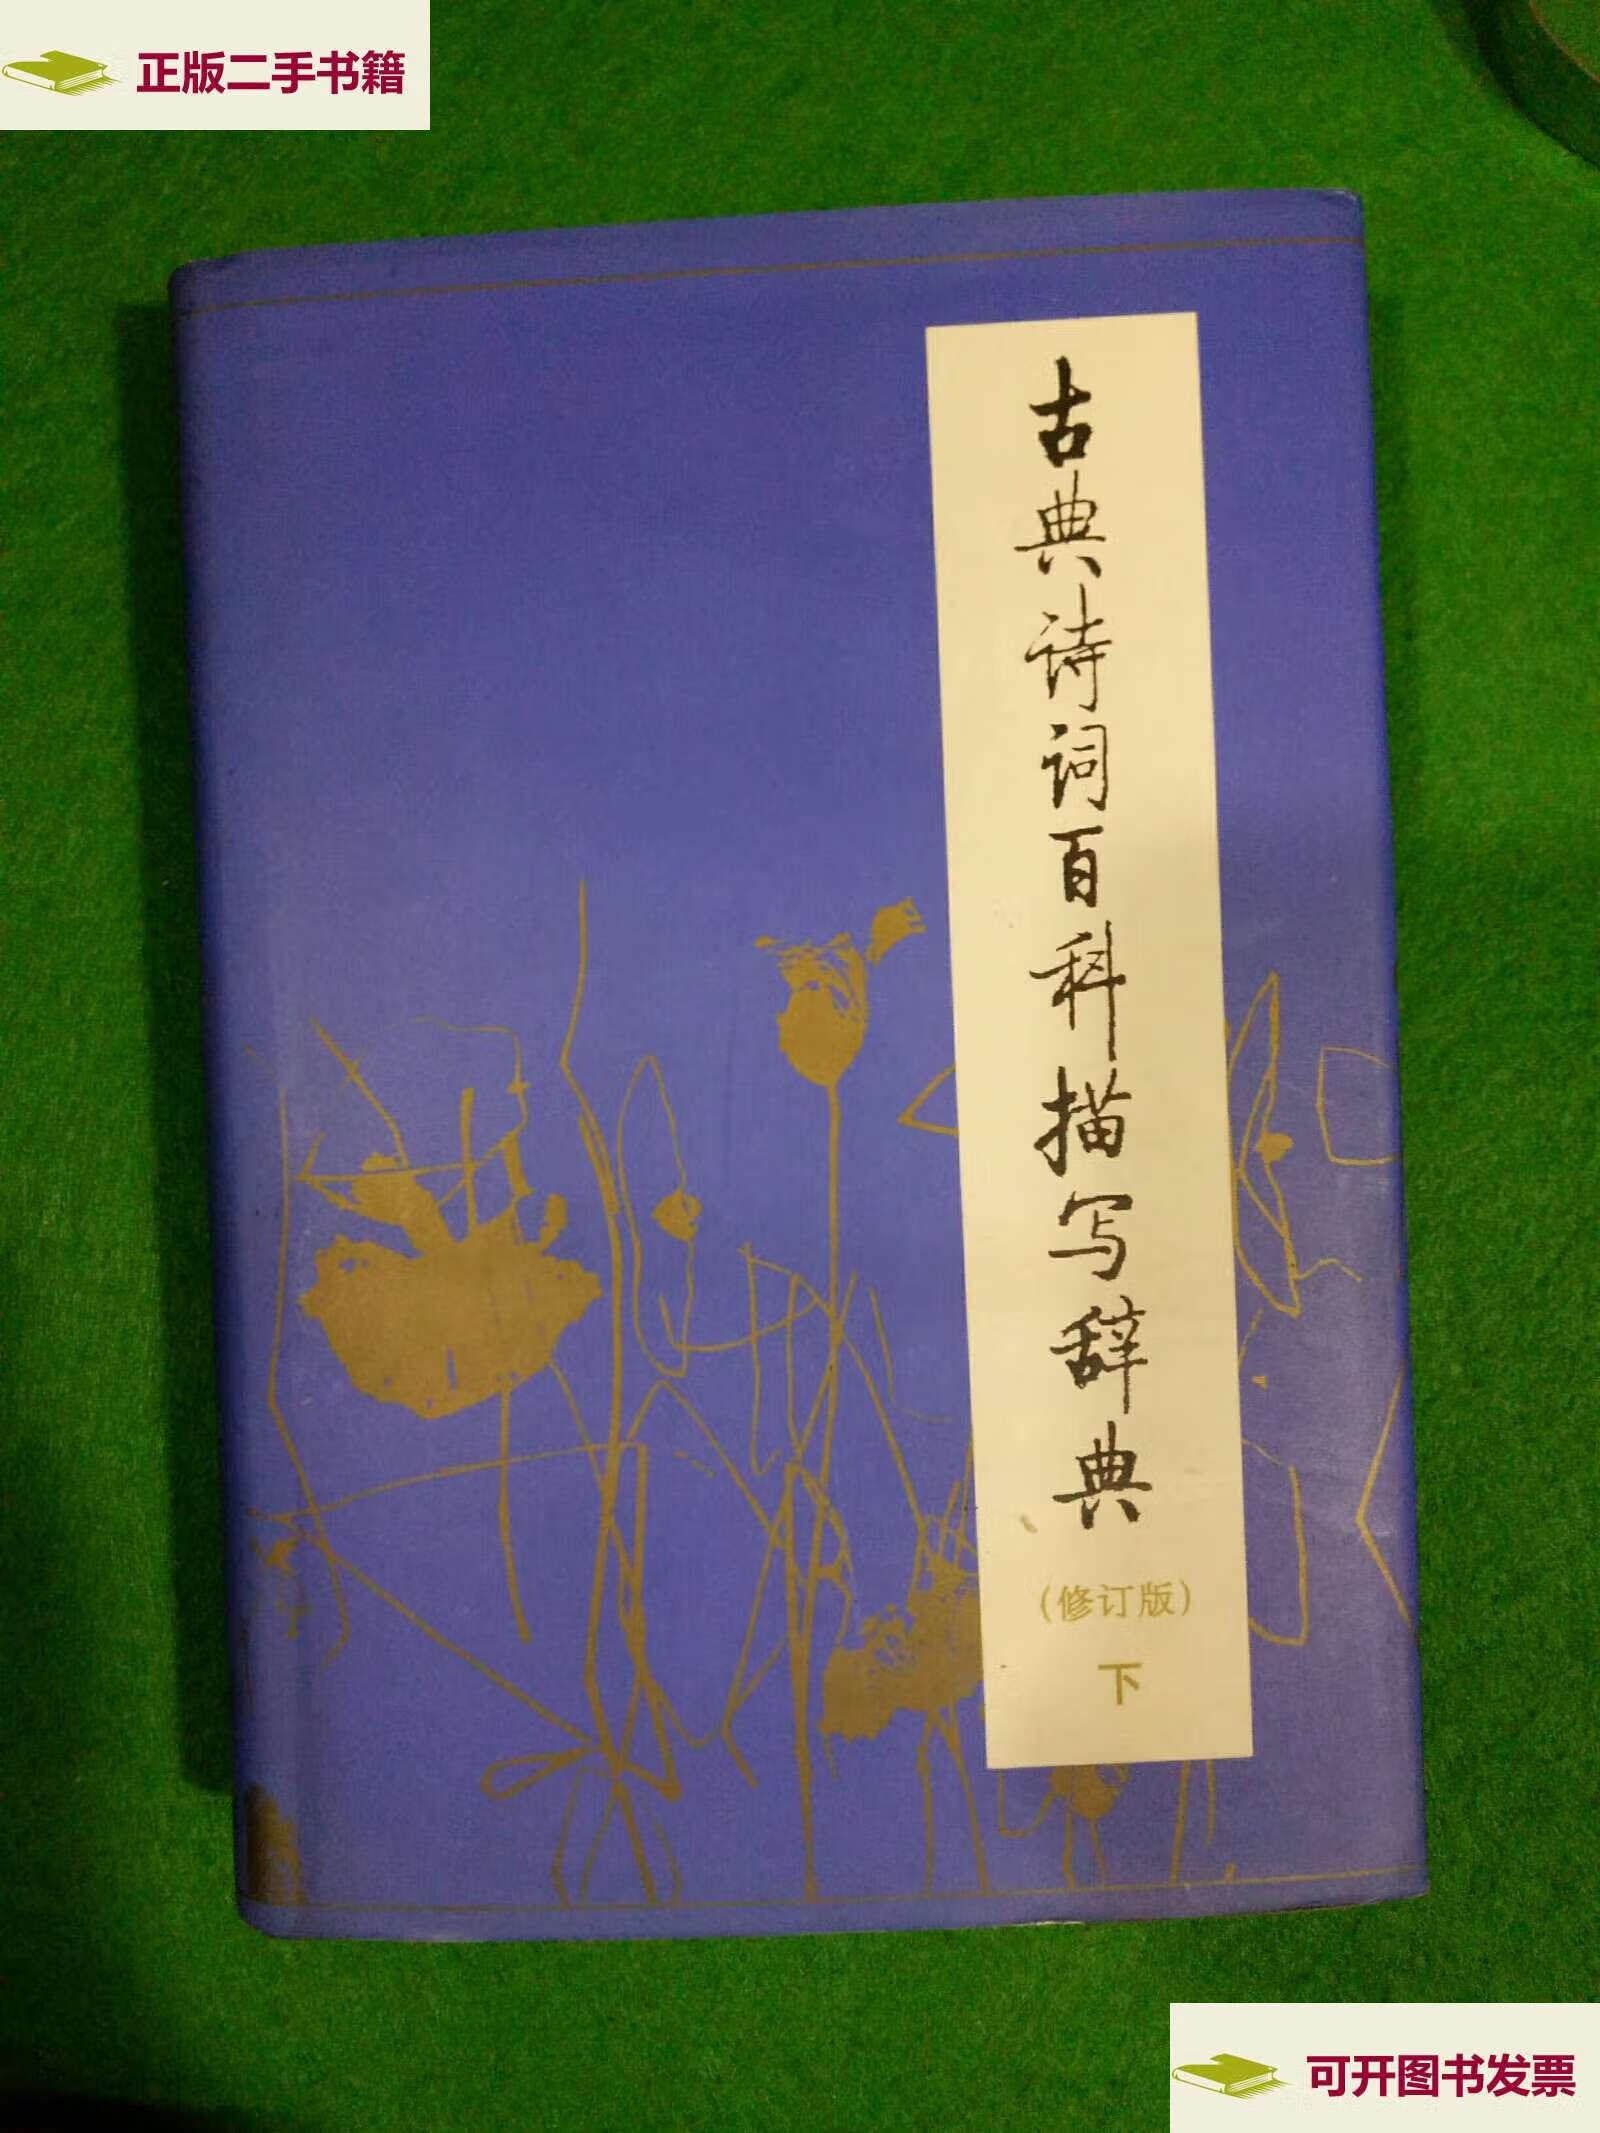 正版二手书籍
古典诗词百科描写辞典
（修订版）
下
可开图书发票